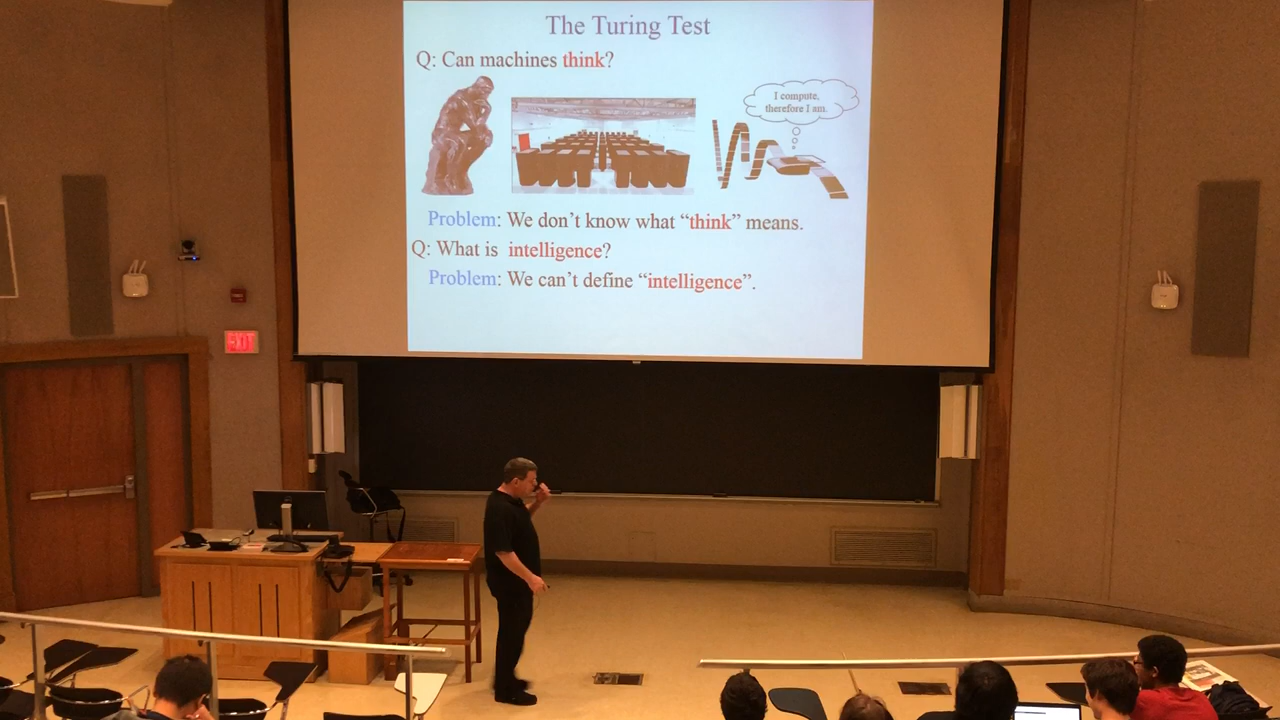 The Turing Test
Q: Can machines think?
I compute,
therefore I am.
Problem: We don’t know what “think” means.
Q: What is intelligence?
Problem: We can’t define “intelligence”.
EXIT